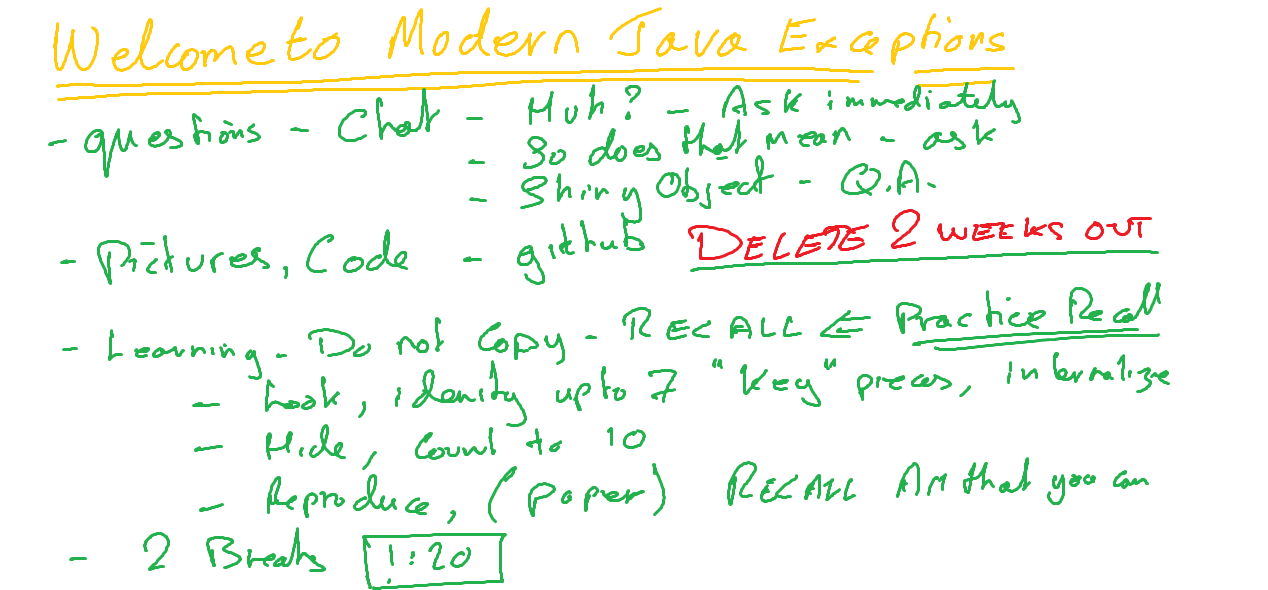 Welcome to Modern Java Exceptions
- questions - Chat - Huh? - Ask immediately
- So does that mean - ask
- Shiny Object - Q.A.
- Pictures, Code - github DELETE 2 WEEKS OUT
- Learning - Do not Copy - RECALL ⇐ Practice Recall
- Look, idenity up to 7 "Key" pieces, internalize
- Hide, Count to 10
- Reproduce, (Paper) RECALL All that you can
- 2 Breaks 1:20